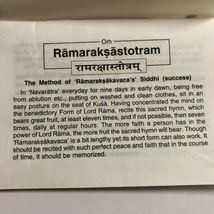 Om
Rāmarakṣāstotram
रामरक्षास्तोत्रम्
The Method of 'Rāmarakṣakavaca's' Siddhi (success)
In 'Navarātra' everyday for nine days in early dawn, being free
from ablution etc., putting on washed and clean clothes, sit in an
easy posture on the seat of Kuśā. Having concentrated the mind on
the benedictory Form of Lord Rāma, recite this sacred hymn, which
bears great fruit, at least eleven times, and if not possible, then seven
times, daily at regular hours. The more faith a person has in the
power of Lord Rāma, the more fruit the sacred hymn will bear. Though
'Rāmarakṣākavaca' is a bit lengthy yet its short form can also work. It
should be recited with such perfect peace and faith that in the course
of time, it should be memorized.